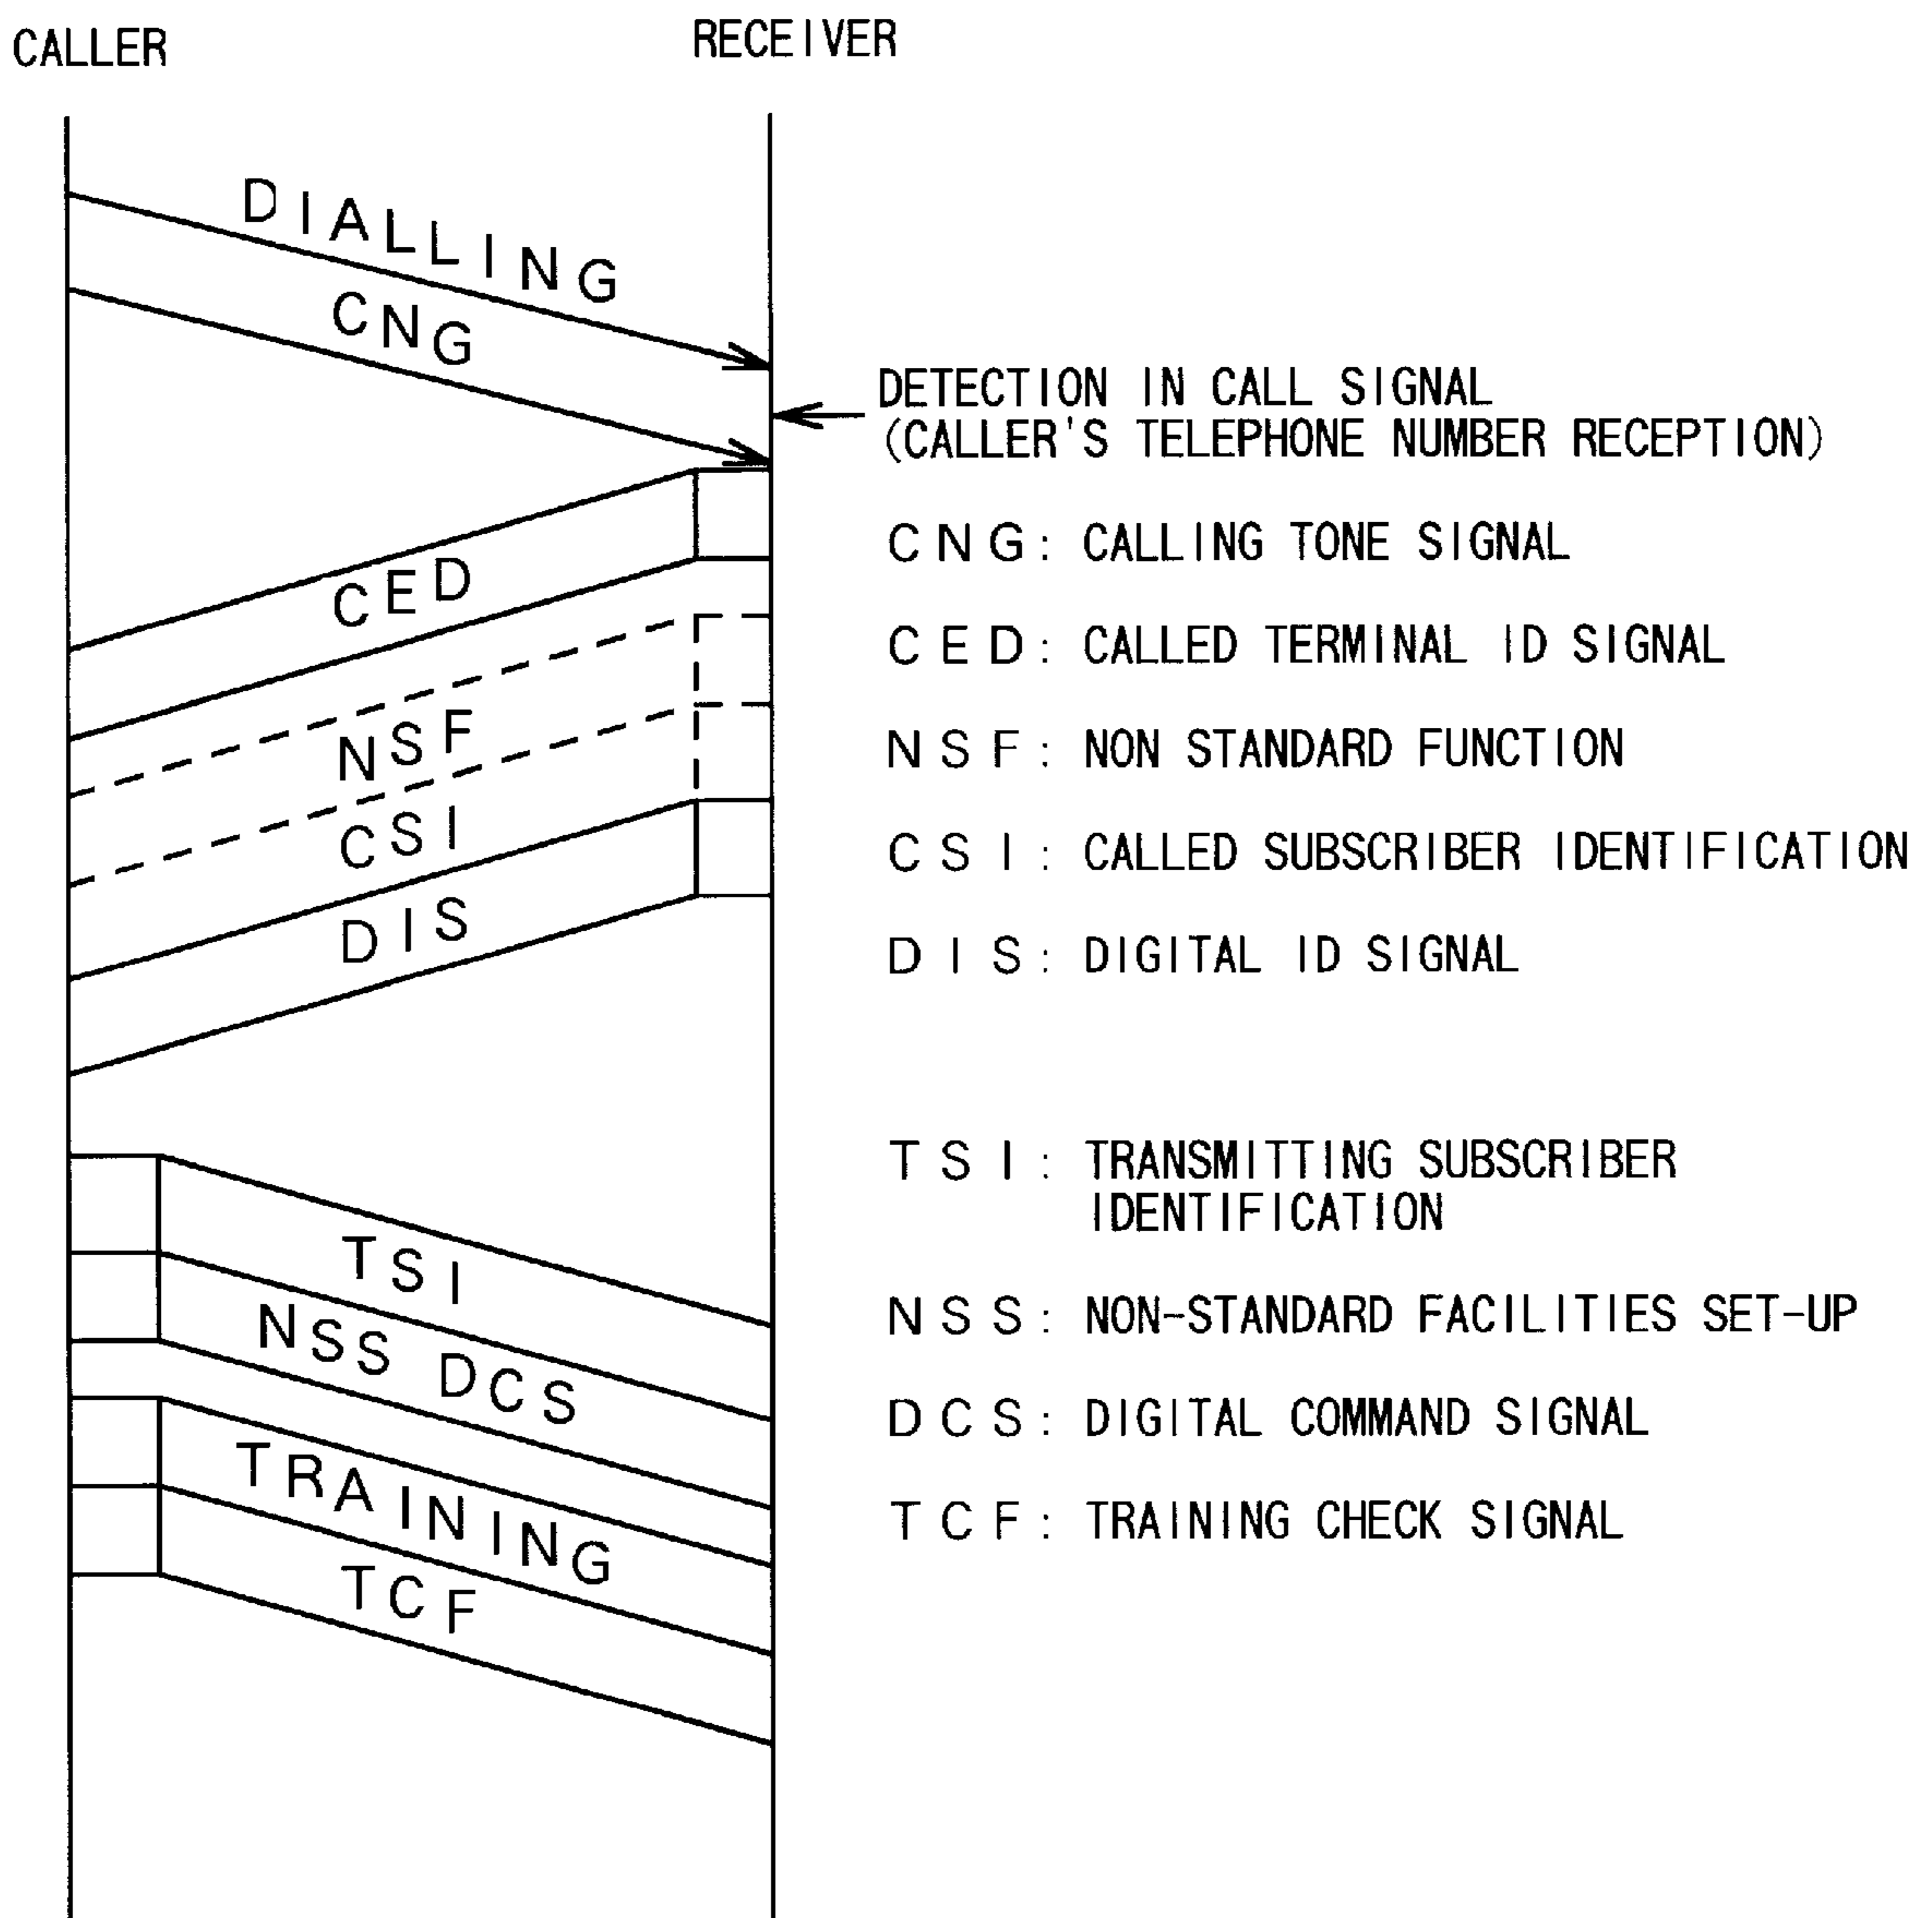 CALLER
RECEIVER
DIALLING
CNG
DETECTION IN CALL SIGNAL
(CALLER'S TELEPHONE NUMBER RECEPTION)
CED
NSF
CSI
DIS
CNG: CALLING TONE SIGNAL
CED: CALLED TERMINAL ID SIGNAL
NSF: NON STANDARD FUNCTION
CSI: CALLED SUBSCRIBER IDENTIFICATION
DIS: DIGITAL ID SIGNAL
TSI
NSS DCS
TRAINING
TCF
TSI: TRANSMITTING SUBSCRIBER
IDENTIFICATION
NSS: NON-STANDARD FACILITIES SET-UP
DCS: DIGITAL COMMAND SIGNAL
TCF: TRAINING CHECK SIGNAL